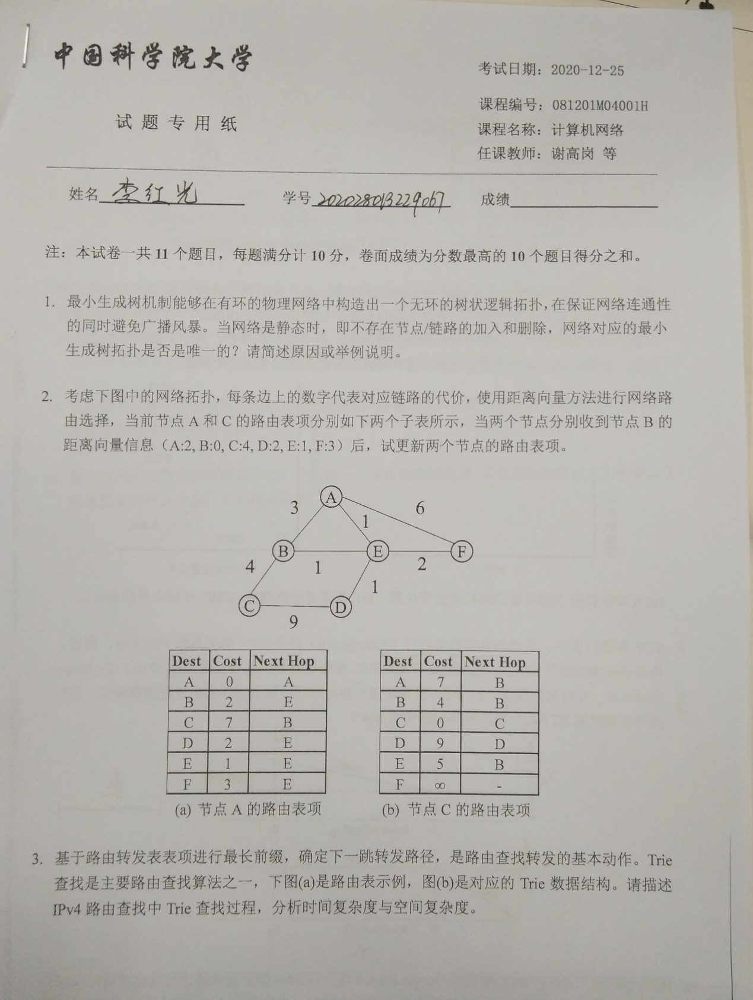 中国科学院大学
考试日期：2020-12-25
课程编号：081201M04001H
试 题 专 用 纸
课程名称：计算机网络
任课教师：谢高岗 等
姓名 李红光 学号 202028013229067 成绩
注：本试卷一共 11 个题目，每题满分计 10 分，卷面成绩为分数最高的 10 个题目得分之和。
1. 最小生成树机制能够在有环的物理网络中构造出一个无环的树状逻辑拓扑，在保证网络连通性
的同时避免广播风暴。当网络是静态时，即不存在节点/链路的加入和删除，网络对应的最小
生成树拓扑是否是唯一的？请简述原因或举例说明。
2. 考虑下图中的网络拓扑，每条边上的数字代表对应链路的代价，使用距离向量方法进行网络路
由选择，当前节点 A 和 C 的路由表项分别如下两个子表所示，当两个节点分别收到节点 B 的
距离向量信息（A:2, B:0, C:4, D:2, E:1, F:3）后，试更新两个节点的路由表项。
A
3 6
1
B E F
4 1 2
1
C D
9
Dest Cost Next Hop
A 0 A
B 2 E
C 7 B
D 2 E
E 1 E
F 3 E
(a) 节点 A 的路由表项
Dest Cost Next Hop
A 7 B
B 4 B
C 0 C
D 9 D
E 5 B
F ∞ -
(b) 节点 C 的路由表项
3. 基于路由转发表表项进行最长前缀，确定下一跳转发路径，是路由查找转发的基本动作。Trie
查找是主要路由查找算法之一，下图(a)是路由表示例，图(b)是对应的 Trie 数据结构。请描述
IPv4 路由查找中 Trie 查找过程，分析时间复杂度与空间复杂度。